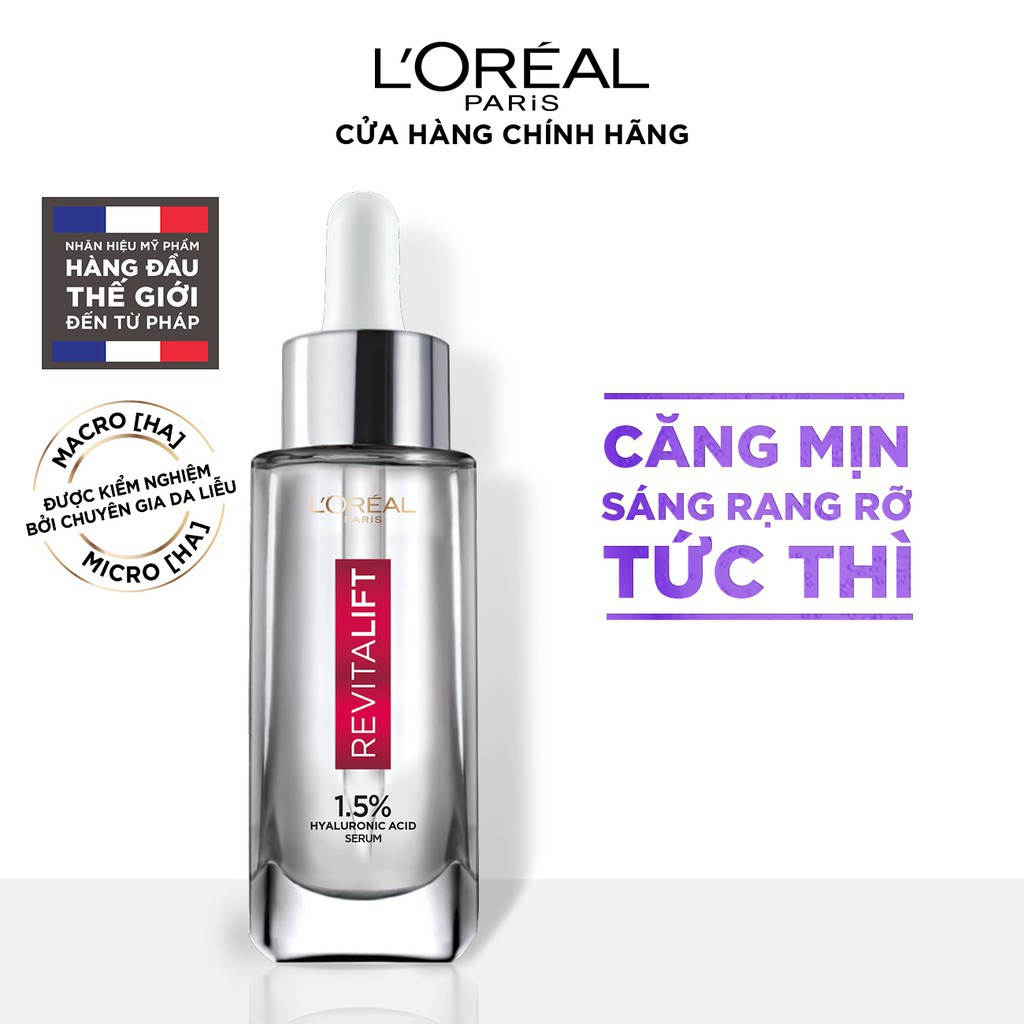 L'ORÉAL
PARiS
CỬA HÀNG CHÍNH HÃNG
NHÃN HIỆU MỸ PHẨM
HÀNG ĐẦU
THẾ GIỚI
ĐẾN TỪ PHÁP
MACRO [HA]
ĐƯỢC KIỂM NGHIỆM
BỞI CHUYÊN GIA DA LIỄU
MICRO [HA]
L'ORÉAL
PARIS
REVITALIFT
1.5%
HYALURONIC ACID
SERUM
CĂNG MỊN
SÁNG RẠNG RỠ
TỨC THÌ